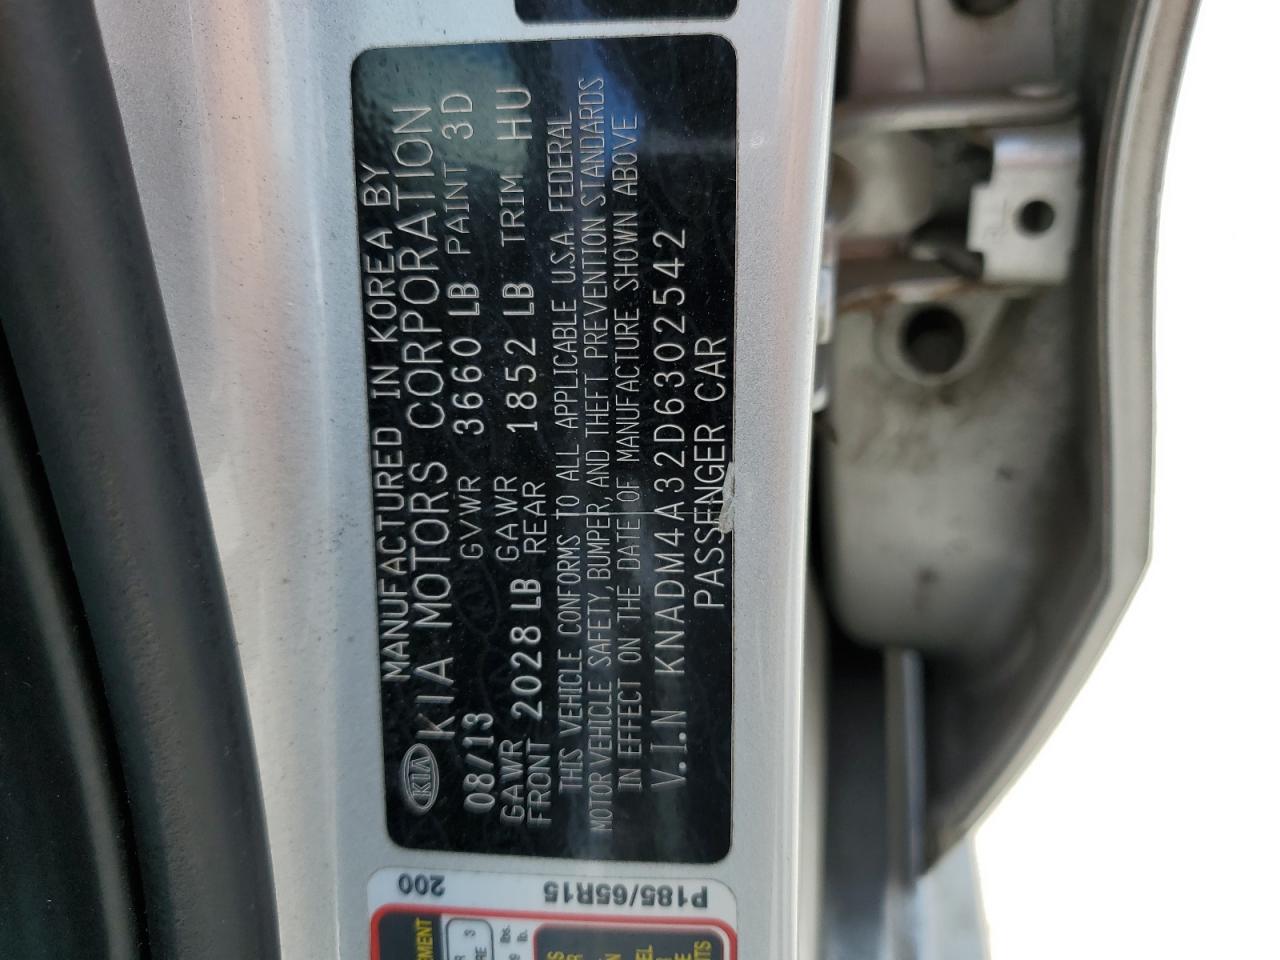 MANUFACTURED IN KOREA BY
KIA KIA MOTORS CORPORATION
08/13 GVWR 3660 LB PAINT 3D
GAWR FRONT 2028 LB GAWR REAR 1852 LB TRIM HU
THIS VEHICLE CONFORMS TO ALL APPLICABLE U.S.A. FEDERAL
MOTOR VEHICLE SAFETY, BUMPER, AND THEFT PREVENTION STANDARDS
IN EFFECT ON THE DATE OF MANUFACTURE SHOWN ABOVE
V.I.N KNADM4A32D6302542
PASSENGER CAR
200
P185/65R15